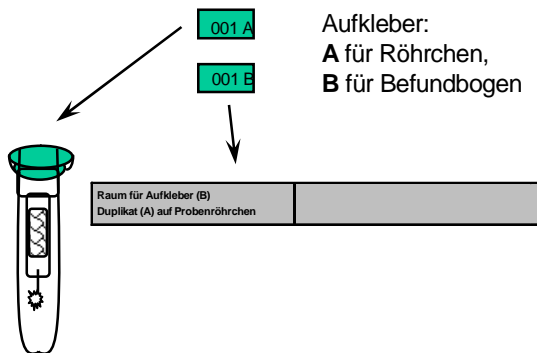 001 A
001 B
Aufkleber:
A für Röhrchen,
B für Befundbogen
Raum für Aufkleber (B)
Duplikat (A) auf Probenröhrchen